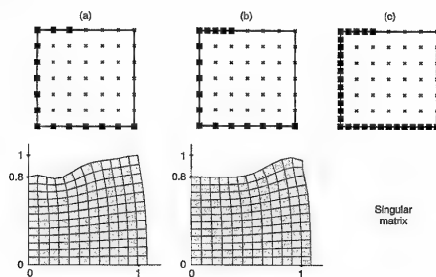 (a) (b) (c)
1 1
0.8 0.8
Singular
matrix
0 0
0 1 0 1